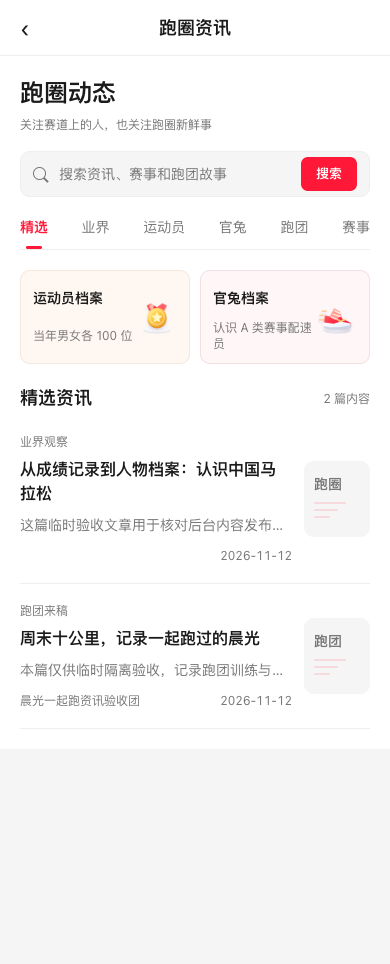 跑圈资讯
跑圈动态
关注赛道上的人，也关注跑圈新鲜事
搜索资讯、赛事和跑团故事
搜索
精选 业界 运动员 官兔 跑团 赛事
运动员档案
当年男女各 100 位
官兔档案
认识 A 类赛事配速
员
精选资讯
2 篇内容
业界观察
从成绩记录到人物档案：认识中国马
拉松
这篇临时验收文章用于核对后台内容发布...
2026-11-12
跑圈
跑团来稿
周末十公里，记录一起跑过的晨光
本篇仅供临时隔离验收，记录跑团训练与...
晨光一起跑资讯验收团
2026-11-12
跑团